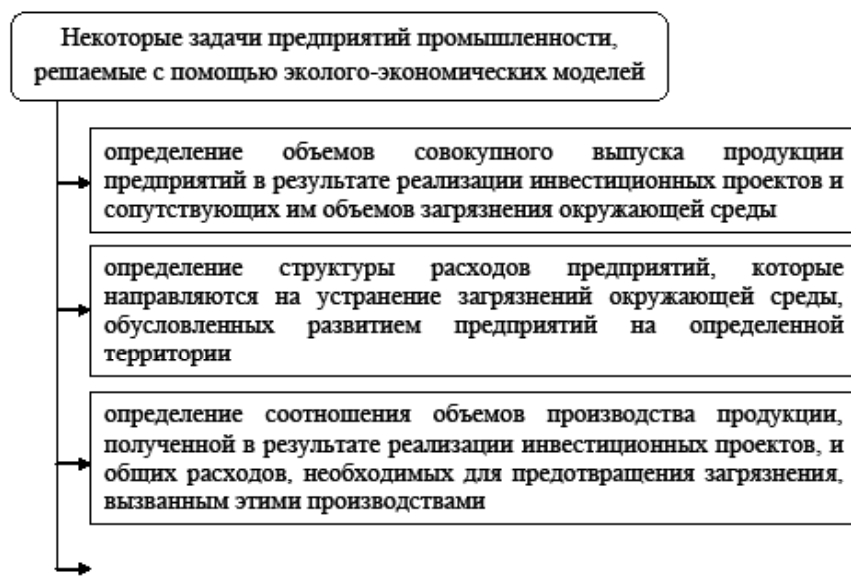 Некоторые задачи предприятий промышленности,
решаемые с помощью эколого-экономических моделей
определение объемов совокупного выпуска продукции
предприятий в результате реализации инвестиционных проектов и
сопутствующих им объемов загрязнения окружающей среды
определение структуры расходов предприятий, которые
направляются на устранение загрязнений окружающей среды,
обусловленных развитием предприятий на определенной
территории
определение соотношения объемов производства продукции,
полученной в результате реализации инвестиционных проектов, и
общих расходов, необходимых для предотвращения загрязнения,
вызванным этими производствами